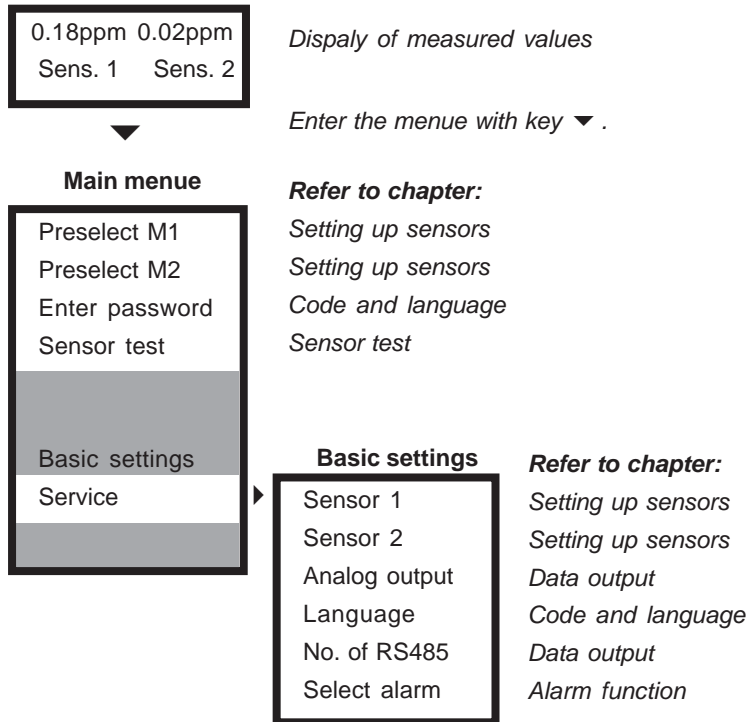 0.18ppm 0.02ppm Dispaly of measured values
Sens. 1 Sens. 2
Enter the menue with key ▼ .
Main menue Refer to chapter:
Preselect M1 Setting up sensors
Preselect M2 Setting up sensors
Enter password Code and language
Sensor test Sensor test
Basic settings Basic settings Refer to chapter:
Service Sensor 1 Setting up sensors
Sensor 2 Setting up sensors
Analog output Data output
Language Code and language
No. of RS485 Data output
Select alarm Alarm function